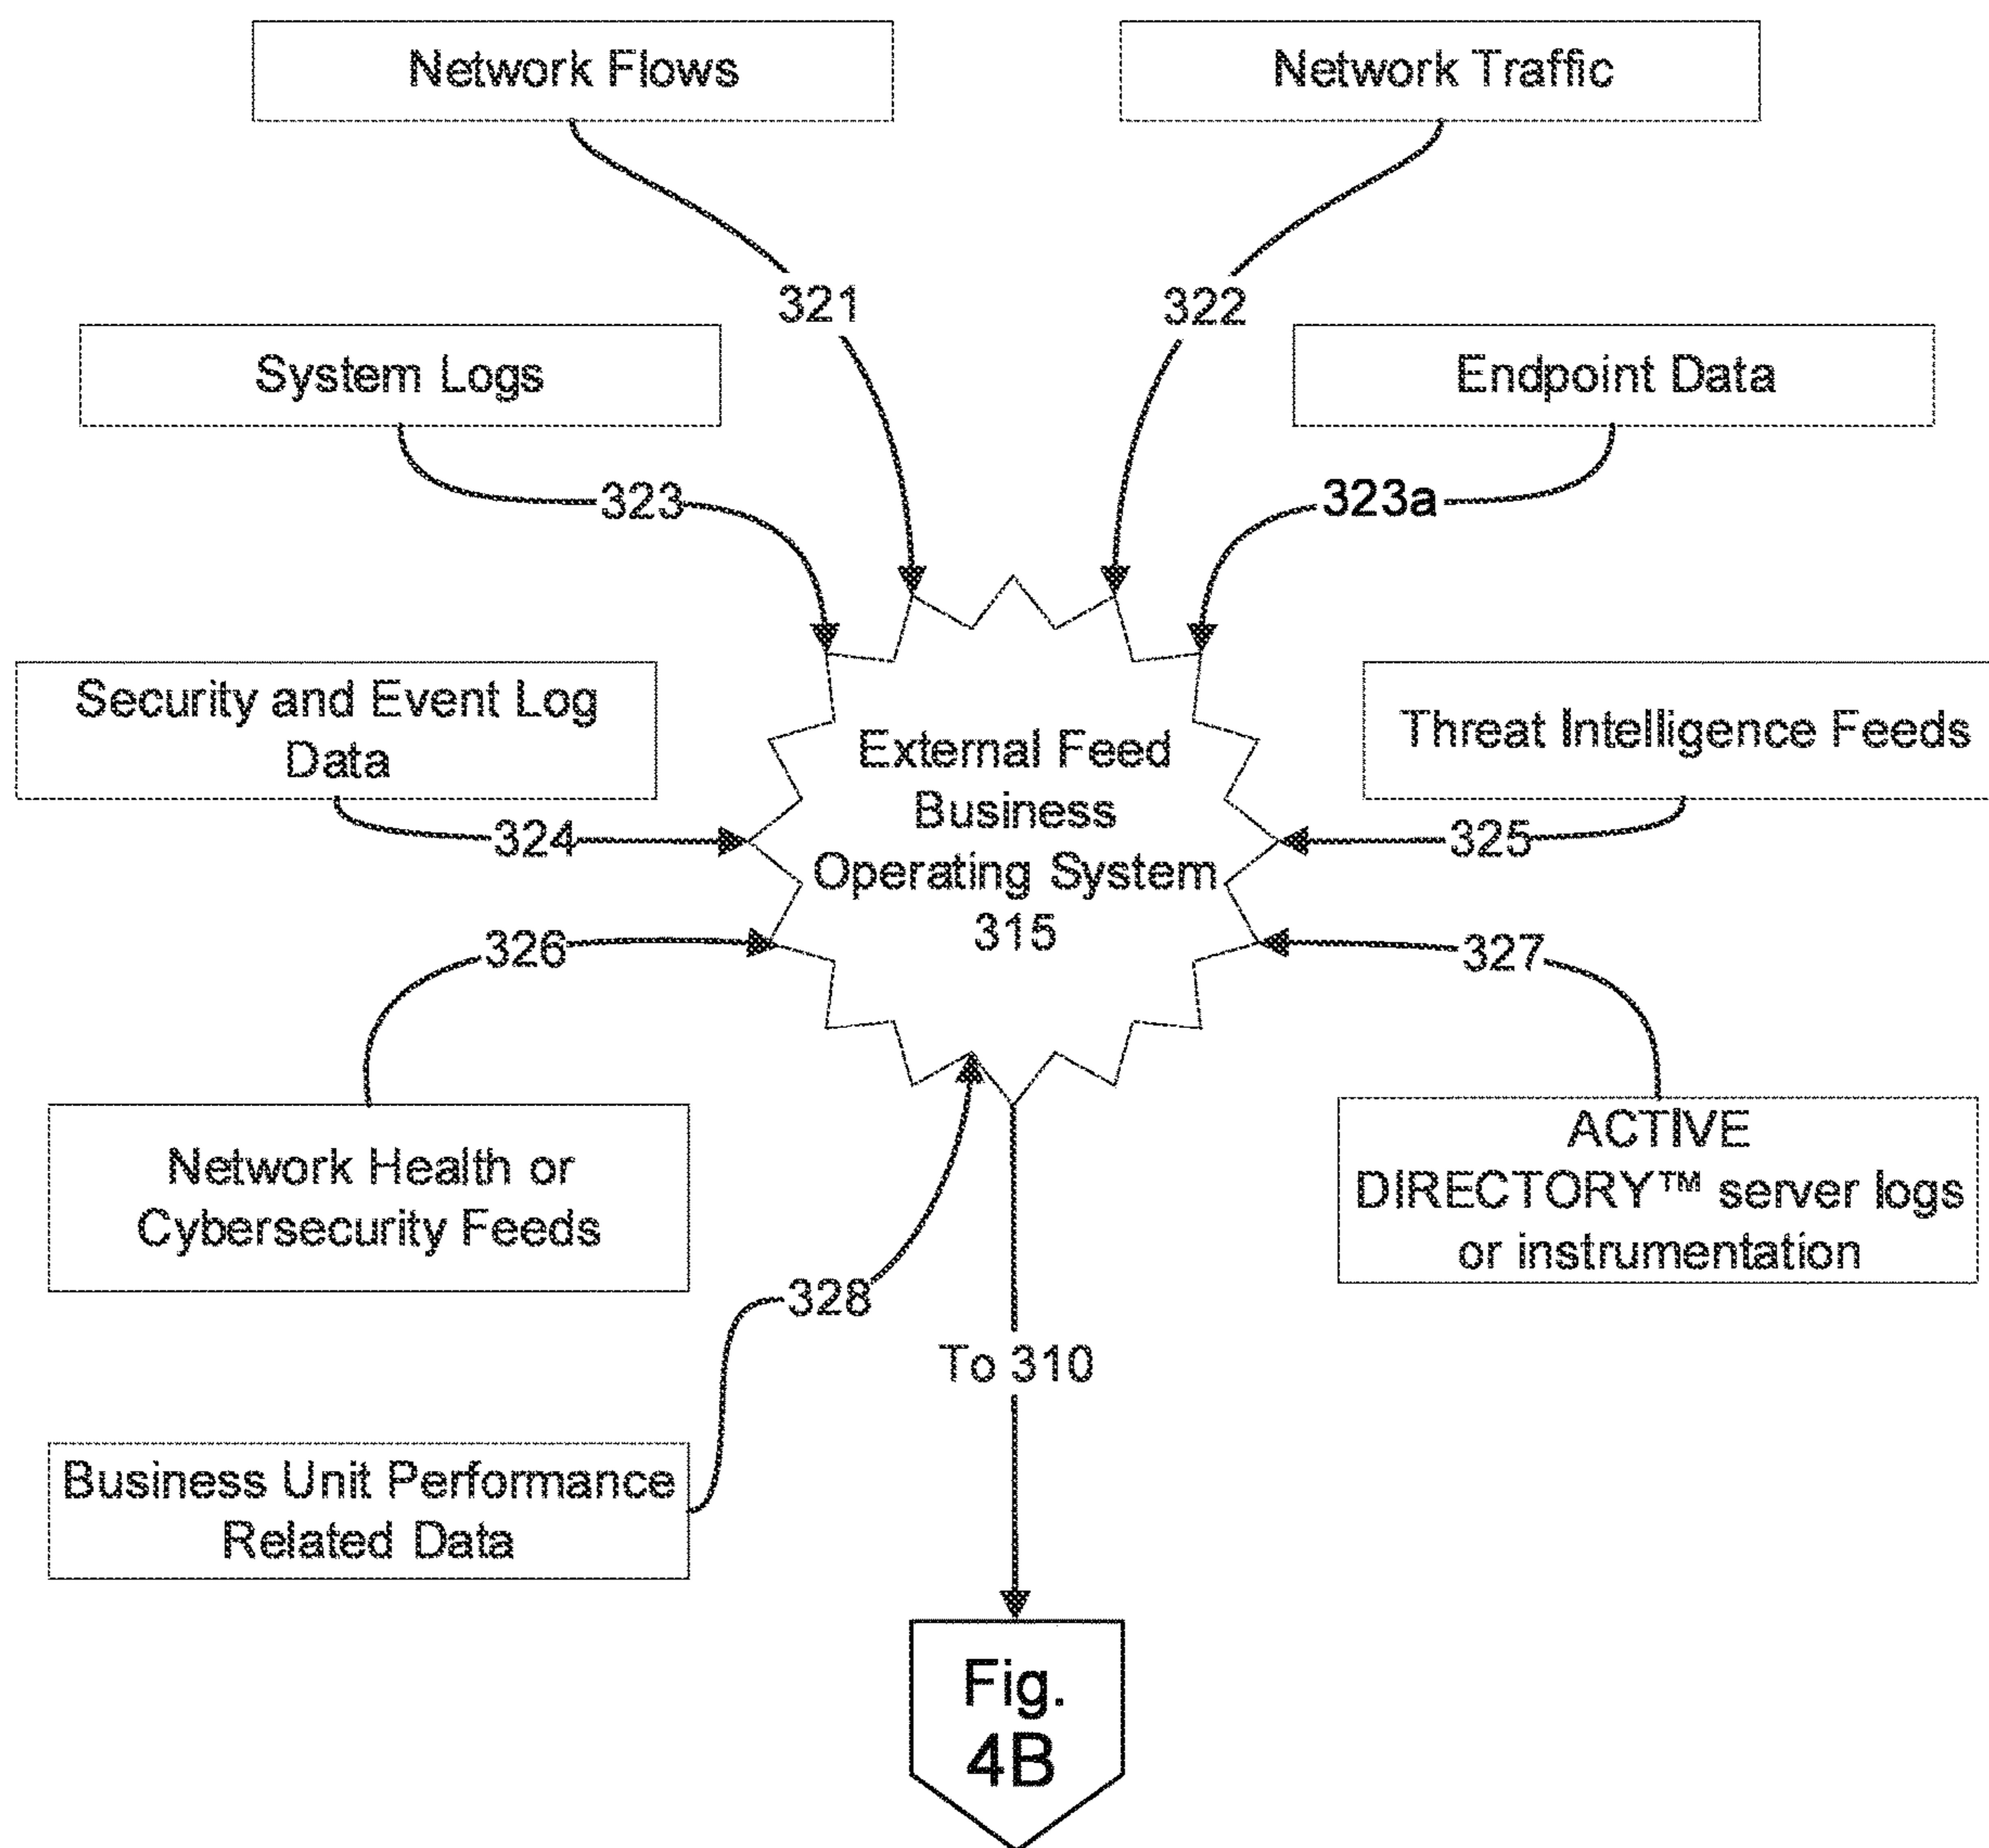 Network Flows
Network Traffic
321
322
System Logs
Endpoint Data
323
323a
Security and Event Log
Data
Threat Intelligence Feeds
External Feed
Business
Operating System
315
324
325
326
327
Network Health or
Cybersecurity Feeds
ACTIVE
DIRECTORY™ server logs
or instrumentation
328
To 310
Business Unit Performance
Related Data
Fig.
4B